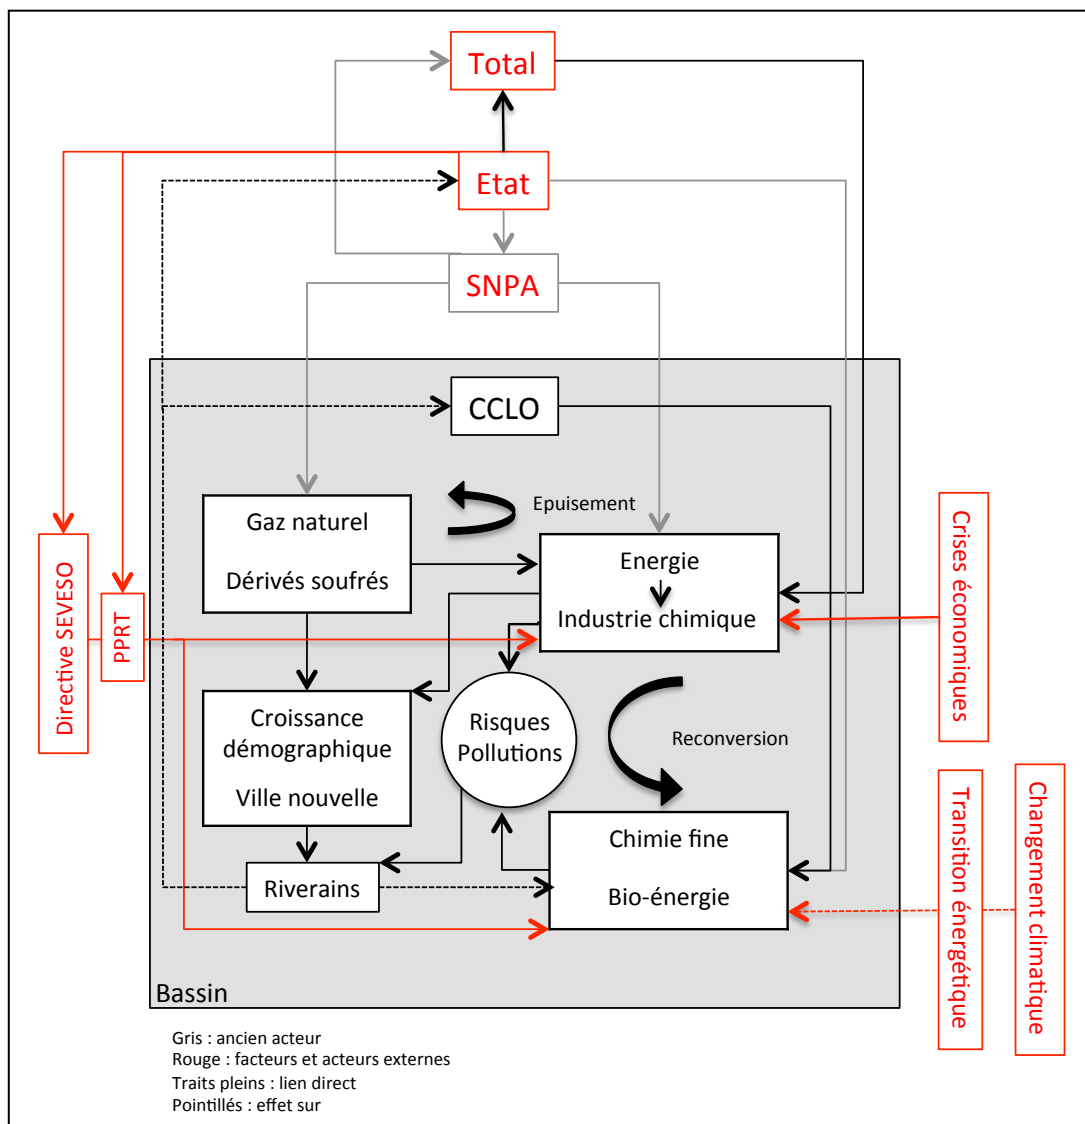 Total
Etat
SNPA
CCLO
Gaz naturel
Dérivés soufrés
Epuisement
Energie
Industrie chimique
Crises économiques
Directive SEVESO
PPRT
Croissance
démographique
Ville nouvelle
Risques
Pollutions
Reconversion
Riverains
Chimie fine
Bio-énergie
Transition énergétique
Changement climatique
Bassin
Gris : ancien acteur
Rouge : facteurs et acteurs externes
Traits pleins : lien direct
Pointillés : effet sur